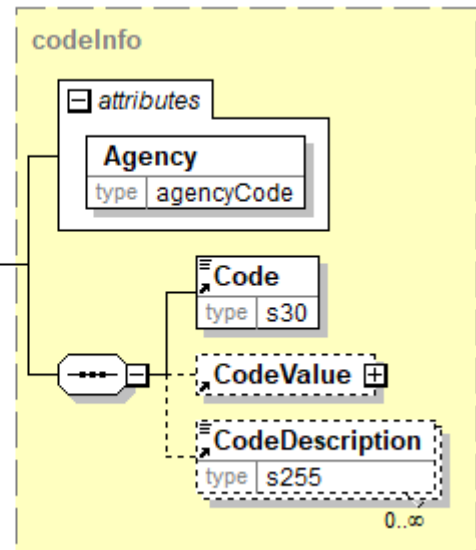 codeInfo
attributes
Agency
type agencyCode
Code
type s30
CodeValue
CodeDescription
type s255
0..∞